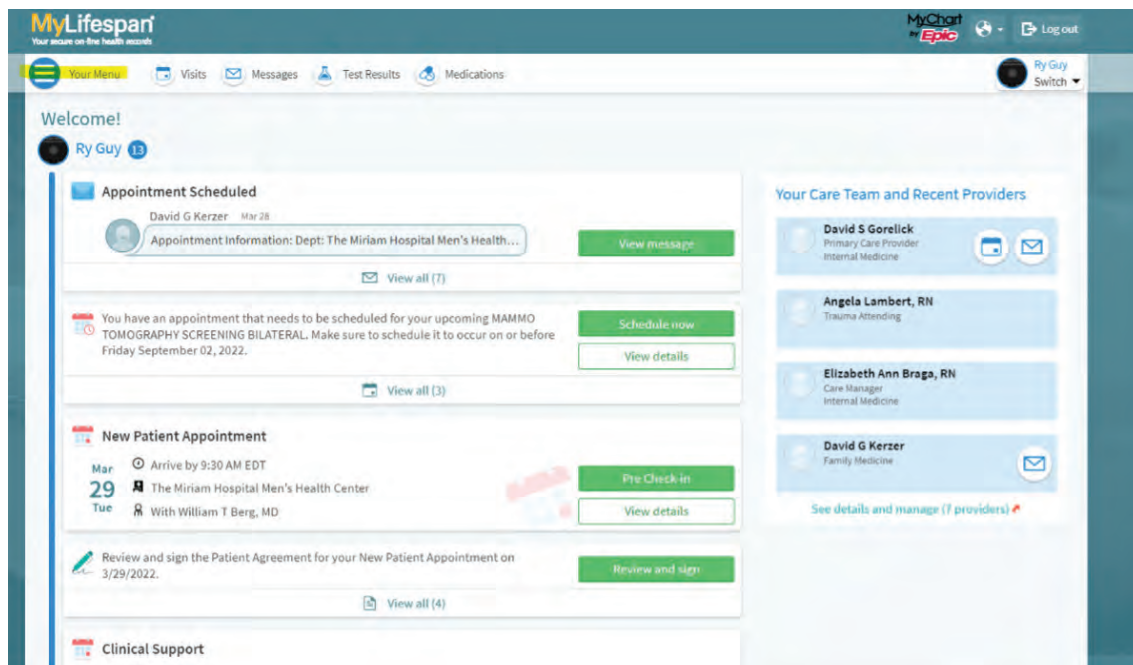 MyLifespan
Your secure on-line health records
MyChart
by Epic
Log out
Your Menu
Visits
Messages
Test Results
Medications
Ry Guy
Switch
Welcome!
Ry Guy 13
Appointment Scheduled
David G Kerzer Mar 28
Appointment Information: Dept: The Miriam Hospital Men's Health...
View message
View all (7)
You have an appointment that needs to be scheduled for your upcoming MAMMO
TOMOGRAPHY SCREENING BILATERAL. Make sure to schedule it to occur on or before
Friday September 02, 2022.
Schedule now
View details
View all (3)
New Patient Appointment
Mar
29
Tue
Arrive by 9:30 AM EDT
The Miriam Hospital Men's Health Center
With William T Berg, MD
Pre Check-in
View details
Review and sign the Patient Agreement for your New Patient Appointment on
3/29/2022.
Review and sign
View all (4)
Clinical Support
Your Care Team and Recent Providers
David S Gorelick
Primary Care Provider
Internal Medicine
Angela Lambert, RN
Trauma Attending
Elizabeth Ann Braga, RN
Care Manager
Internal Medicine
David G Kerzer
Family Medicine
See details and manage (7 providers)